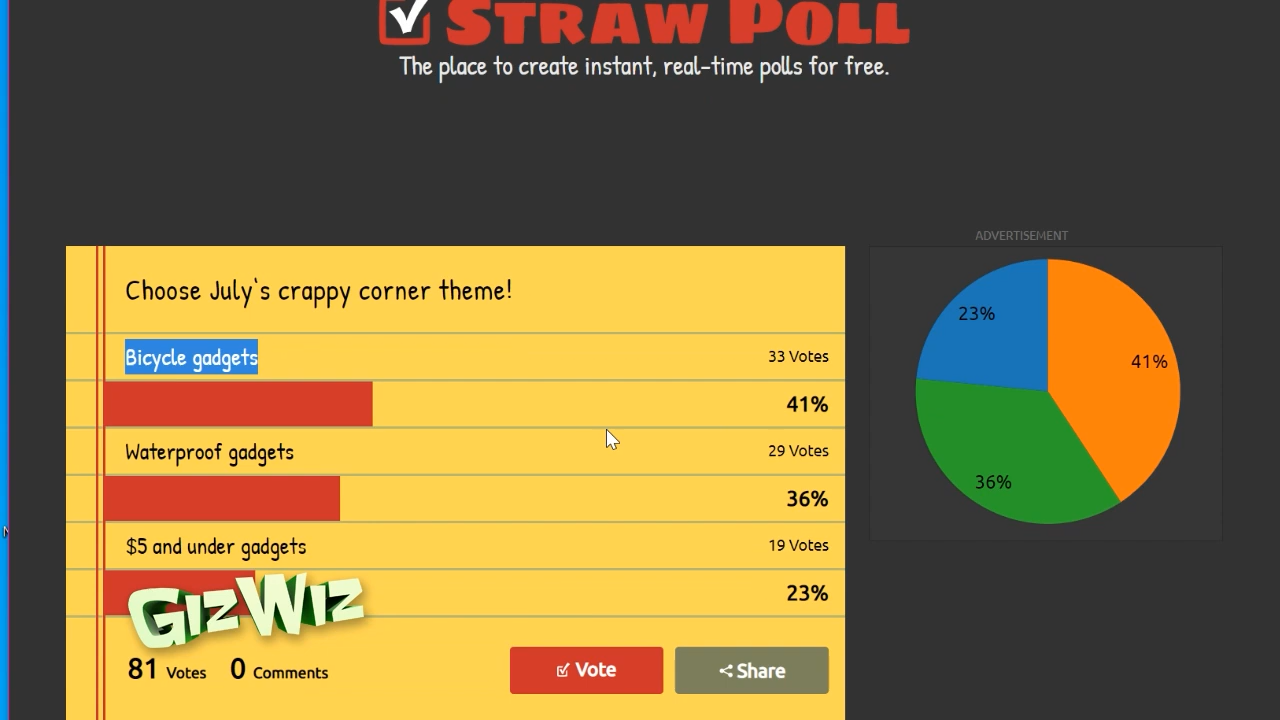 STRAW POLL
The place to create instant, real-time polls for free.
ADVERTISEMENT
Choose July`s crappy corner theme!
Bicycle gadgets 33 Votes
41%
Waterproof gadgets 29 Votes
36%
$5 and under gadgets 19 Votes
23%
GizWiz
81 Votes 0 Comments
Vote Share
23%
41%
36%